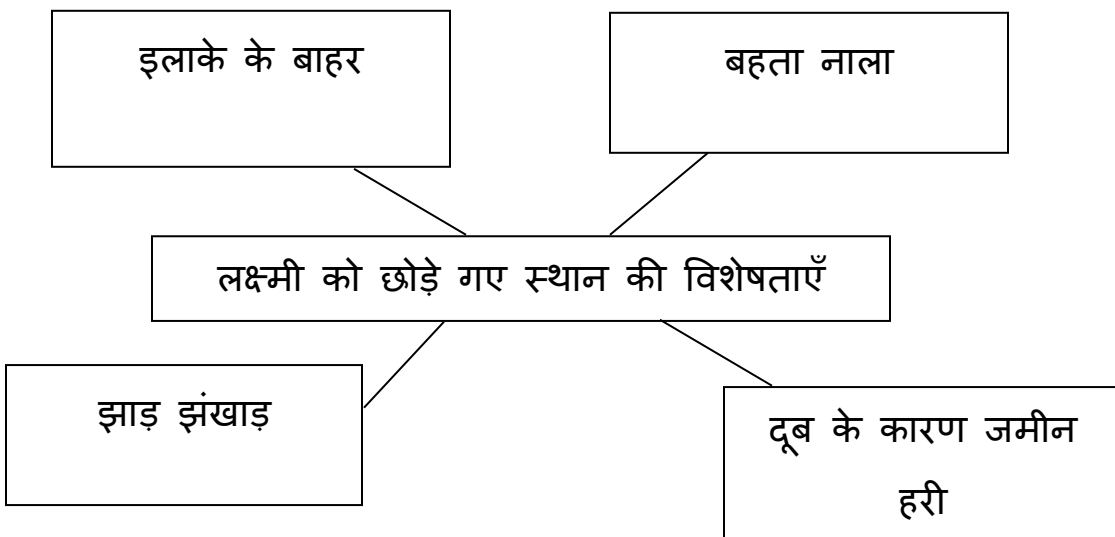 इलाके के बाहर
बहता नाला
लक्ष्मी को छोड़े गए स्थान की विशेषताएँ
झाड़ झंखाड़
दूब के कारण जमीन
हरी